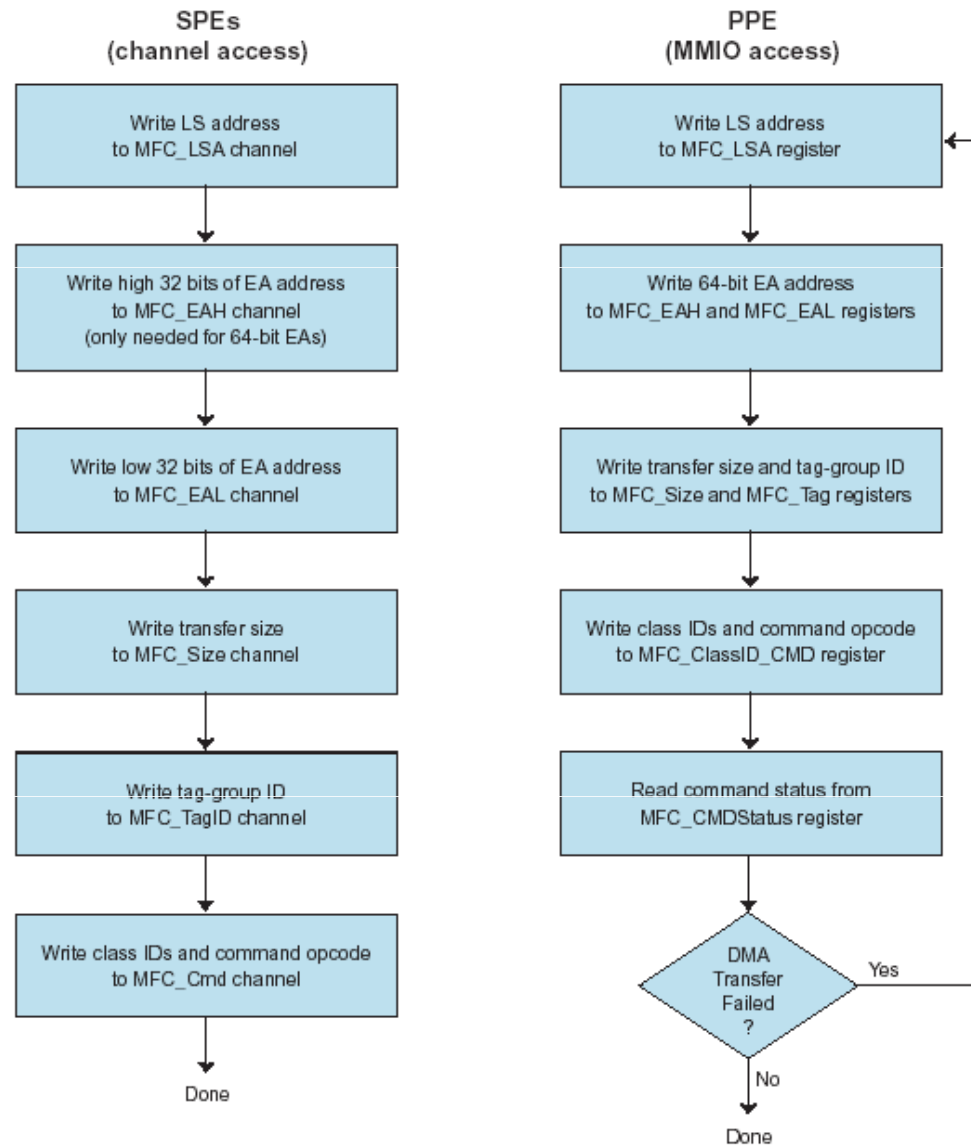 SPEs
(channel access)
Write LS address
to MFC_LSA channel
Write high 32 bits of EA address
to MFC_EAH channel
(only needed for 64-bit EAs)
Write low 32 bits of EA address
to MFC_EAL channel
Write transfer size
to MFC_Size channel
Write tag-group ID
to MFC_TagID channel
Write class IDs and command opcode
to MFC_Cmd channel
Done
PPE
(MMIO access)
Write LS address
to MFC_LSA register
Write 64-bit EA address
to MFC_EAH and MFC_EAL registers
Write transfer size and tag-group ID
to MFC_Size and MFC_Tag registers
Write class IDs and command opcode
to MFC_ClassID_CMD register
Read command status from
MFC_CMDStatus register
DMA
Transfer
Failed
?
Yes
No
Done